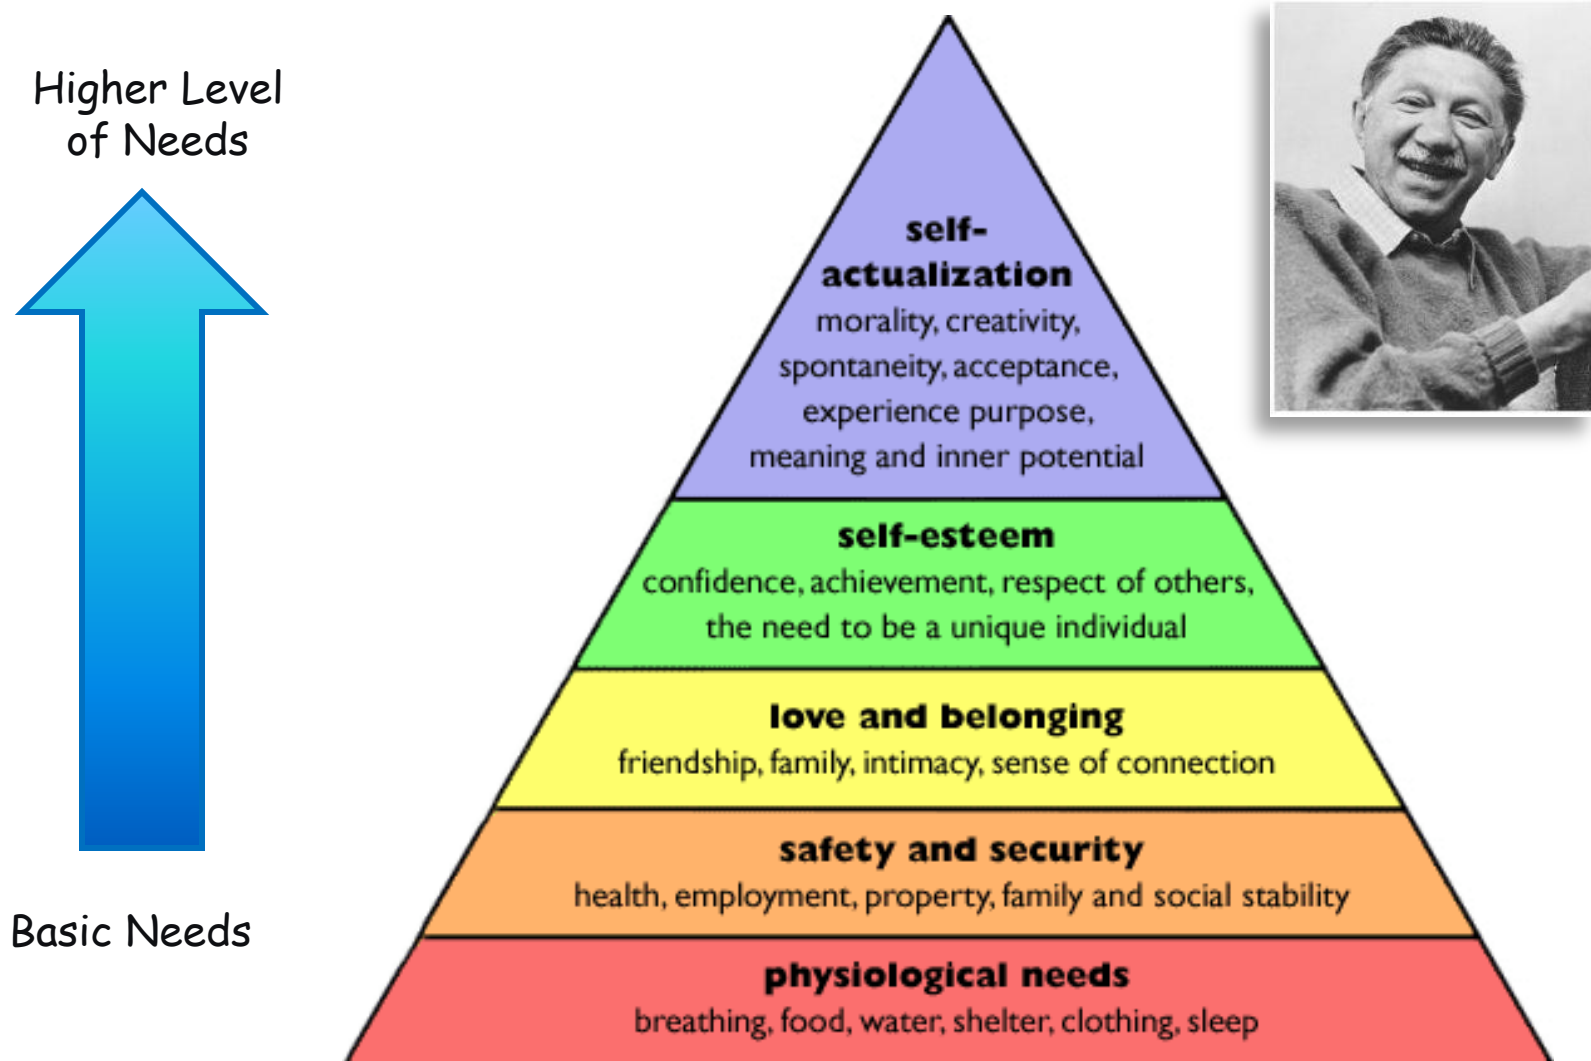 Higher Level
of Needs
self-
actualization
morality, creativity,
spontaneity, acceptance,
experience purpose,
meaning and inner potential
self-esteem
confidence, achievement, respect of others,
the need to be a unique individual
love and belonging
friendship, family, intimacy, sense of connection
safety and security
health, employment, property, family and social stability
Basic Needs
physiological needs
breathing, food, water, shelter, clothing, sleep